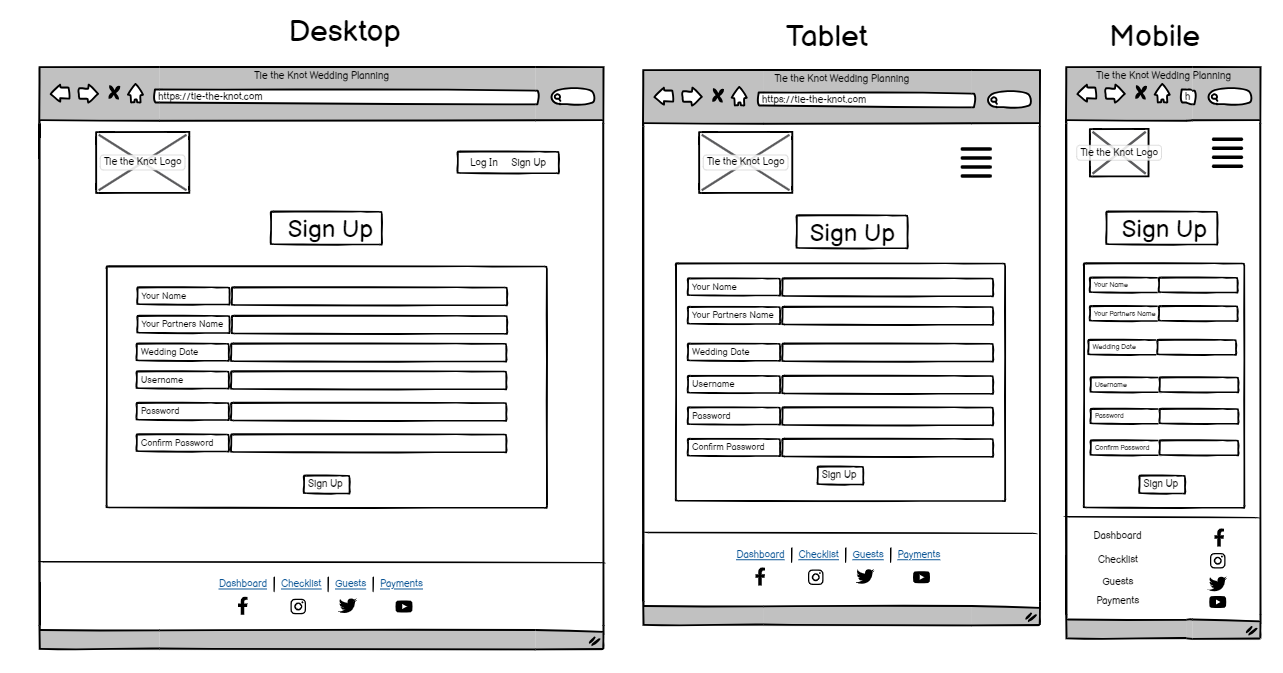 Desktop
Tie the Knot Wedding Planning
https://tie-the-knot.com
Tie the Knot Logo
Log In Sign Up
Sign Up
Your Name
Your Partners Name
Wedding Date
Username
Password
Confirm Password
Sign Up
Dashboard | Checklist | Guests | Payments
Tablet
Tie the Knot Wedding Planning
https://tie-the-knot.com
Tie the Knot Logo
Sign Up
Your Name
Your Partners Name
Wedding Date
Username
Password
Confirm Password
Sign Up
Dashboard | Checklist | Guests | Payments
Mobile
Tie the Knot Wedding Planning
h
Tie the Knot Logo
Sign Up
Your Name
Your Partners Name
Wedding Date
Username
Password
Confirm Password
Sign Up
Dashboard
Checklist
Guests
Payments